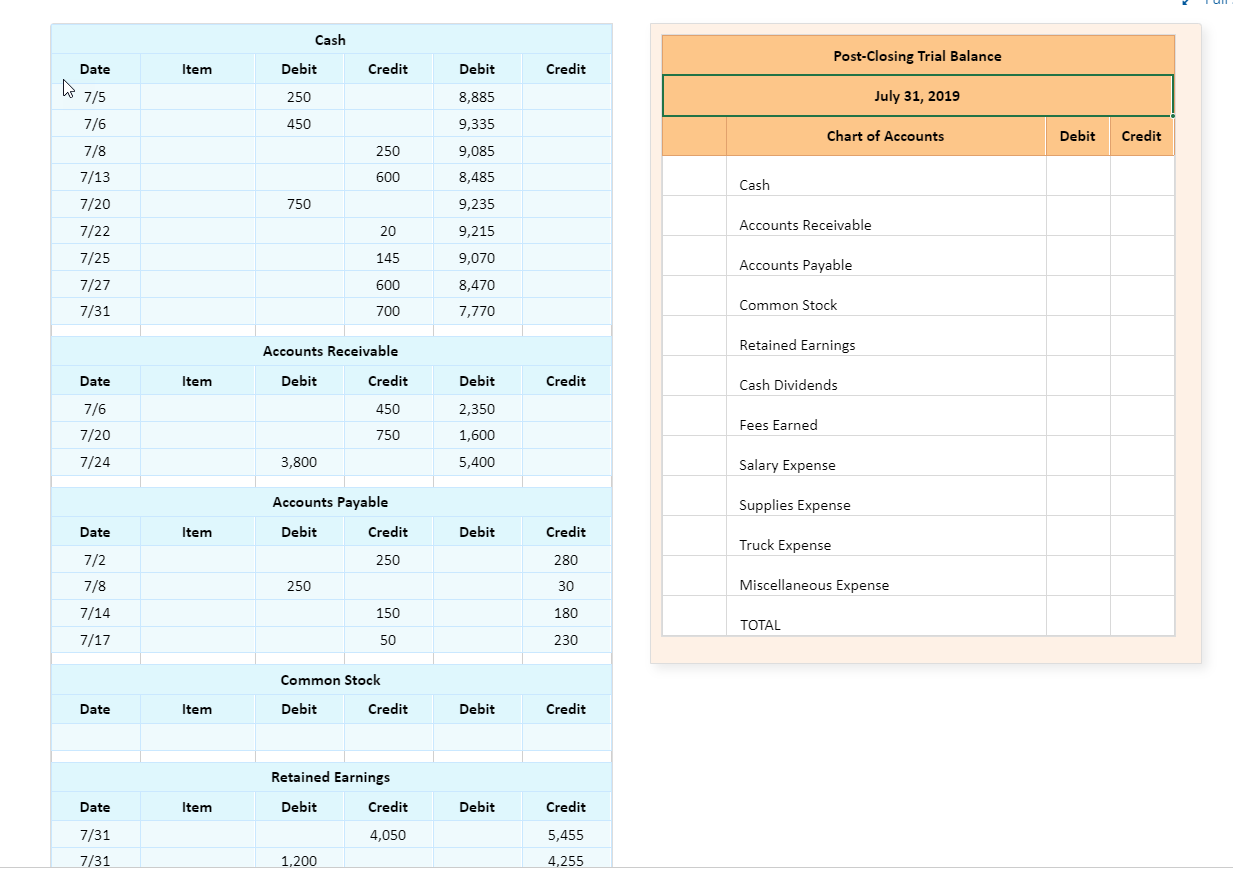 Cash
Date Item Debit Credit Debit Credit
7/5 250 8,885
7/6 450 9,335
7/8 250 9,085
7/13 600 8,485
7/20 750 9,235
7/22 20 9,215
7/25 145 9,070
7/27 600 8,470
7/31 700 7,770
Accounts Receivable
Date Item Debit Credit Debit Credit
7/6 450 2,350
7/20 750 1,600
7/24 3,800 5,400
Accounts Payable
Date Item Debit Credit Debit Credit
7/2 250 280
7/8 250 30
7/14 150 180
7/17 50 230
Common Stock
Date Item Debit Credit Debit Credit
Retained Earnings
Date Item Debit Credit Debit Credit
7/31 4,050 5,455
7/31 1,200 4,255
Post-Closing Trial Balance
July 31, 2019
Chart of Accounts Debit Credit
Cash
Accounts Receivable
Accounts Payable
Common Stock
Retained Earnings
Cash Dividends
Fees Earned
Salary Expense
Supplies Expense
Truck Expense
Miscellaneous Expense
TOTAL